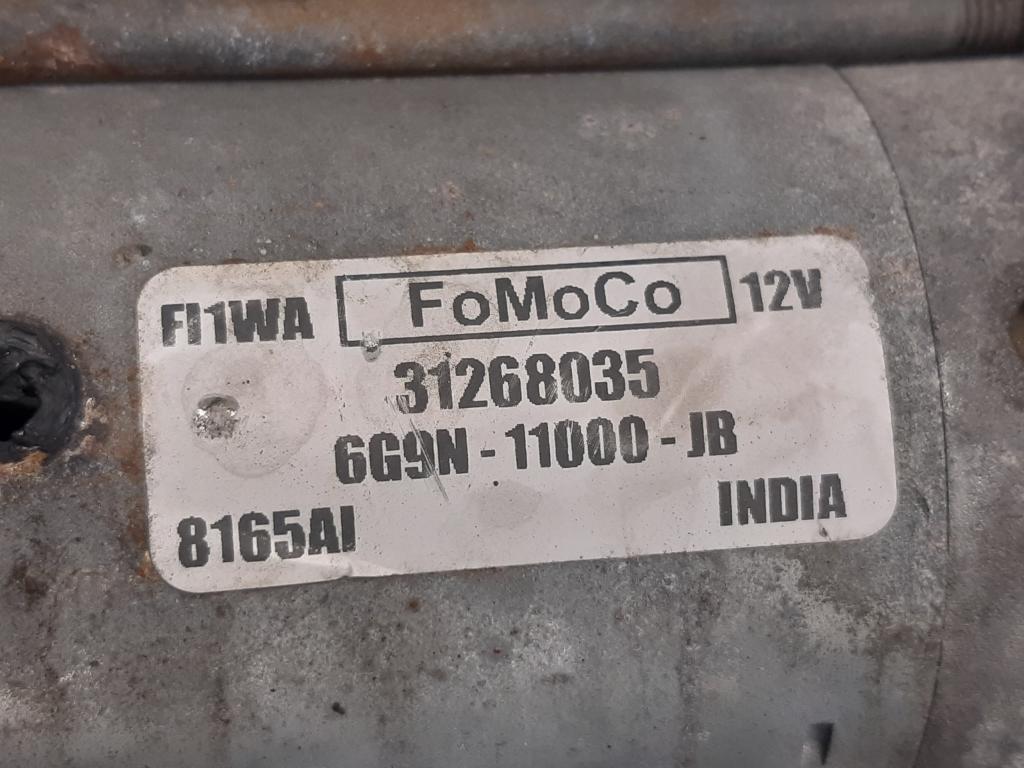 FI1WA FoMoCo 12V
31268035
6G9N - 11000 - JB
8165AI INDIA